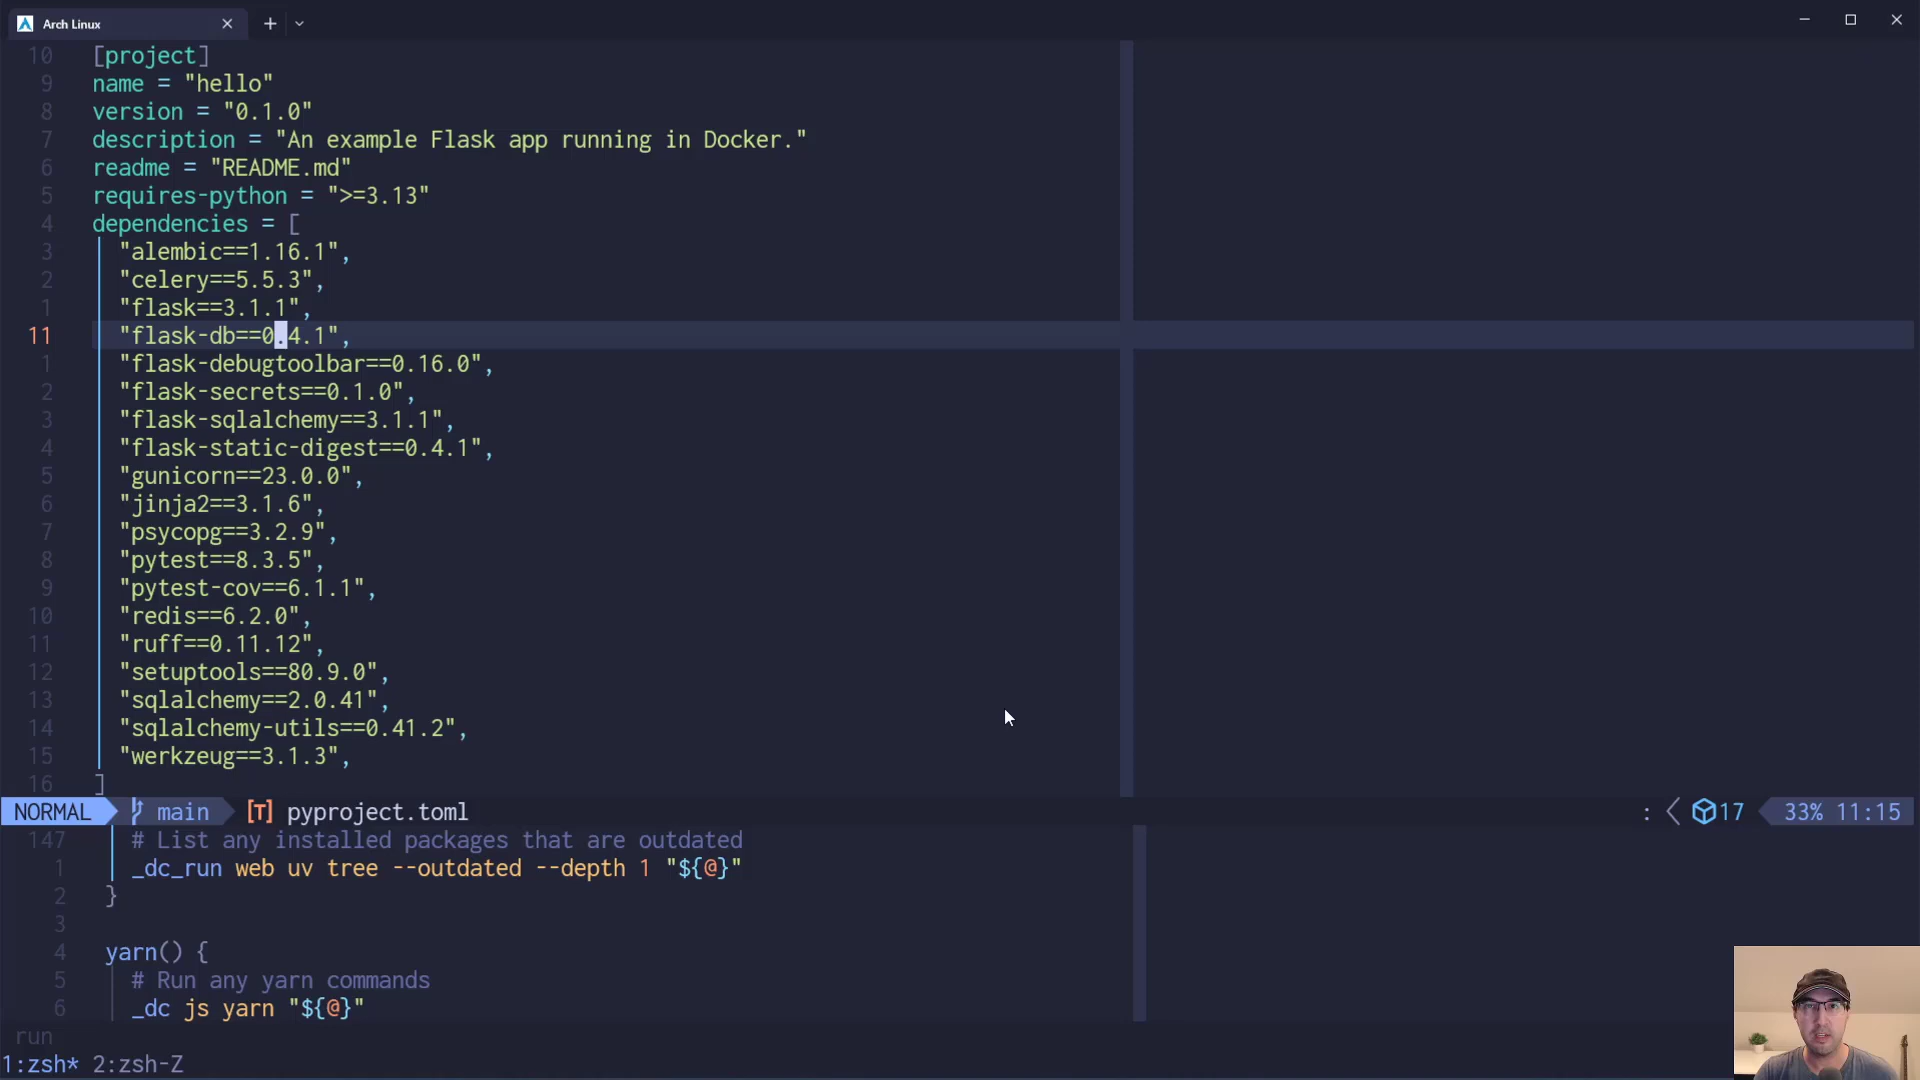 Arch Linux
10 [project]
9 name = "hello"
8 version = "0.1.0"
7 description = "An example Flask app running in Docker."
6 readme = "README.md"
5 requires-python = ">=3.13"
4 dependencies = [
3 "alembic==1.16.1",
2 "celery==5.5.3",
1 "flask==3.1.1",
11 "flask-db==0.4.1",
1 "flask-debugtoolbar==0.16.0",
2 "flask-secrets==0.1.0",
3 "flask-sqlalchemy==3.1.1",
4 "flask-static-digest==0.4.1",
5 "gunicorn==23.0.0",
6 "jinja2==3.1.6",
7 "psycopg==3.2.9",
8 "pytest==8.3.5",
9 "pytest-cov==6.1.1",
10 "redis==6.2.0",
11 "ruff==0.11.12",
12 "setuptools==80.9.0",
13 "sqlalchemy==2.0.41",
14 "sqlalchemy-utils==0.41.2",
15 "werkzeug==3.1.3",
16 ]
NORMAL main [T] pyproject.toml : 17 33% 11:15
147 # List any installed packages that are outdated
1 _dc_run web uv tree --outdated --depth 1 "${@}"
2 }
3
4 yarn() {
5 # Run any yarn commands
6 _dc js yarn "${@}"
run
1:zsh* 2:zsh-Z